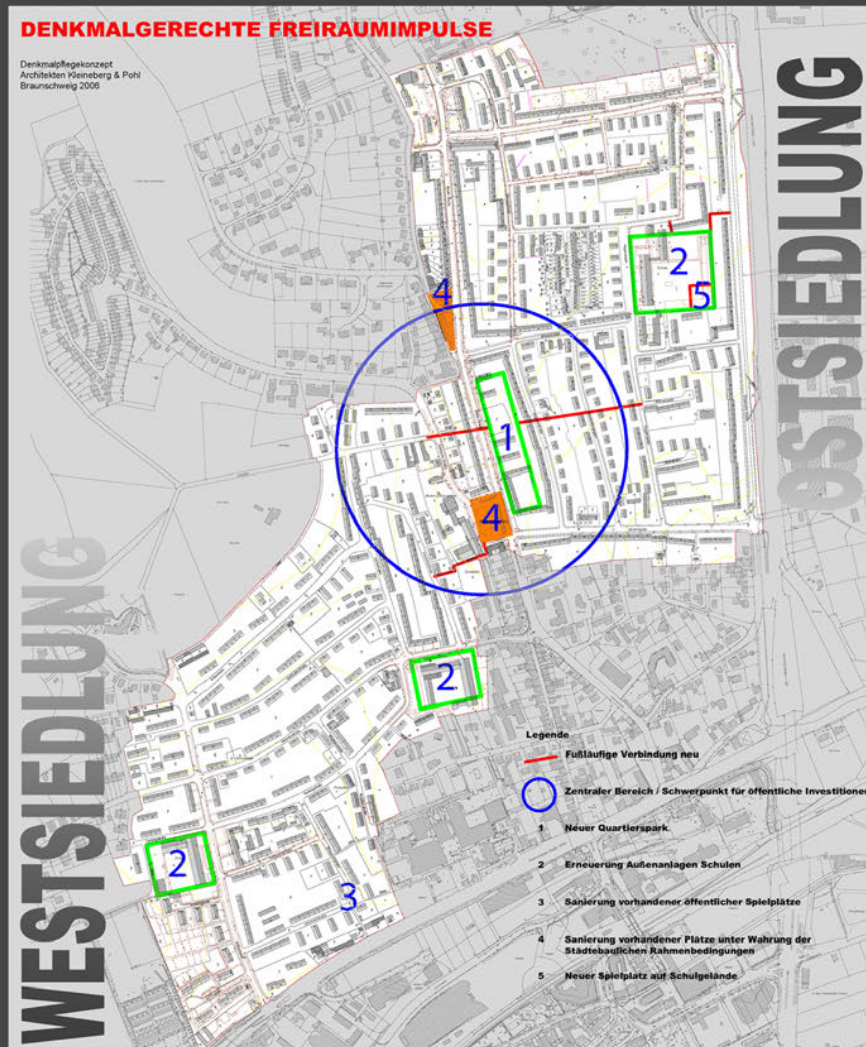 DENKMALGERECHTE FREIRAUMIMPULSE
Denkmalpflegekonzept
Architekten Kleineberg & Pohl
Braunschweig 2006
OSTSIEDLUNG
WESTSIEDLUNG
2
5
4
1
4
2
2
3
Legende
Fußläufige Verbindung neu
Zentraler Bereich / Schwerpunkt für öffentliche Investitionen
1 Neuer Quartierspark
2 Erneuerung Außenanlagen Schulen
3 Sanierung vorhandener öffentlicher Spielplätze
4 Sanierung vorhandener Plätze unter Wahrung der
Städtebaulichen Rahmenbedingungen
5 Neuer Spielplatz auf Schulgelände